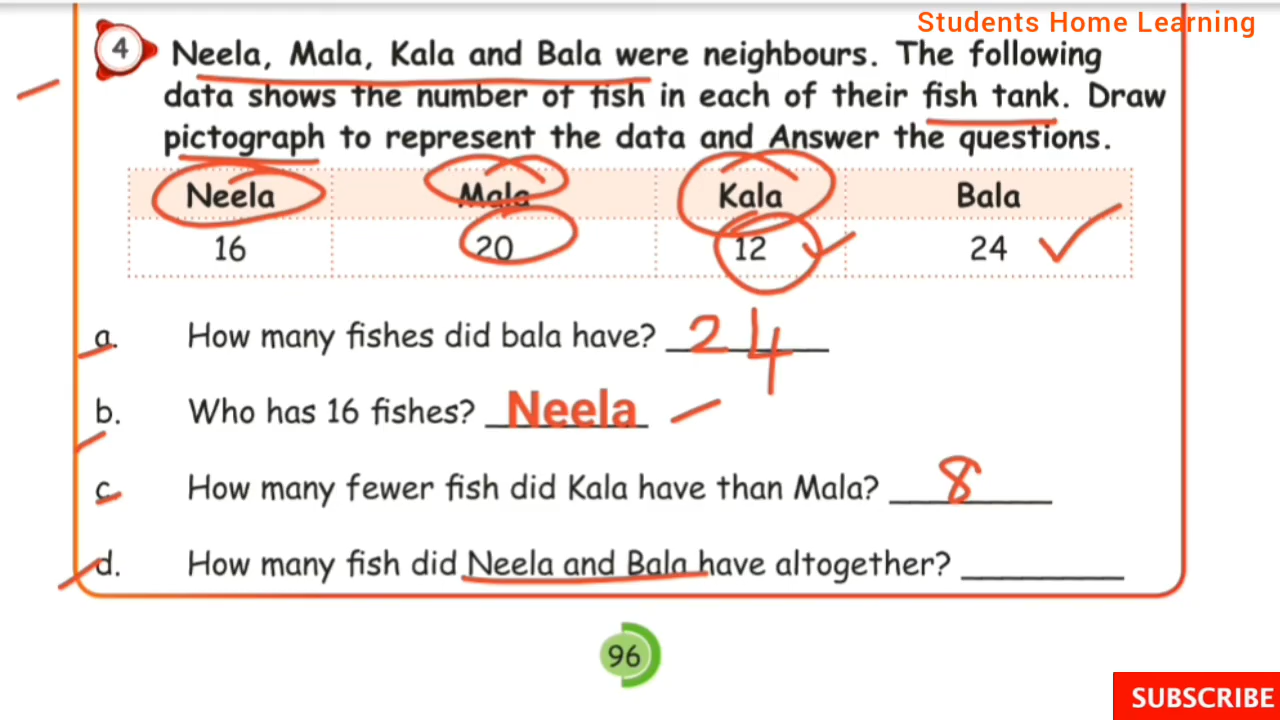 Students Home Learning
4 Neela, Mala, Kala and Bala were neighbours. The following
data shows the number of fish in each of their fish tank. Draw
pictograph to represent the data and Answer the questions.
Neela Mala Kala Bala
16 20 12 24
a. How many fishes did bala have? 24
b. Who has 16 fishes? Neela
c. How many fewer fish did Kala have than Mala? 8
d. How many fish did Neela and Bala have altogether?
96
SUBSCRIBE